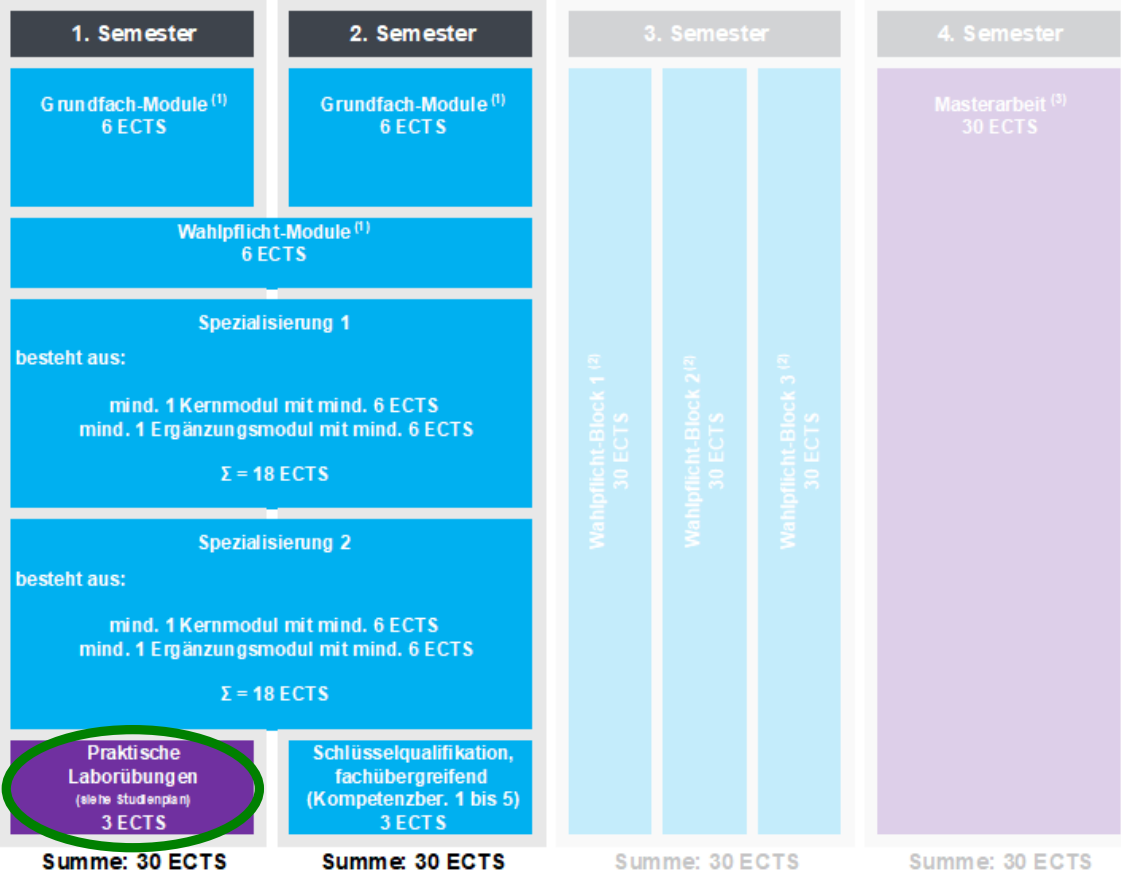 1. Semester
2. Semester
3. Semester
4. Semester
Grundfach-Module (1)
6 ECTS
Grundfach-Module (1)
6 ECTS
Wahlpflicht-Module (1)
6 ECTS
Spezialisierung 1
besteht aus:
mind. 1 Kernmodul mit mind. 6 ECTS
mind. 1 Ergänzungsmodul mit mind. 6 ECTS
Σ = 18 ECTS
Spezialisierung 2
besteht aus:
mind. 1 Kernmodul mit mind. 6 ECTS
mind. 1 Ergänzungsmodul mit mind. 6 ECTS
Σ = 18 ECTS
Praktische
Laborübungen
(siehe Studienplan)
3 ECTS
Schlüsselqualifikation,
fachübergreifend
(Kompetenzber. 1 bis 5)
3 ECTS
Wahlpflicht-Block 1 (2)
30 ECTS
Wahlpflicht-Block 2 (2)
30 ECTS
Wahlpflicht-Block 3 (2)
30 ECTS
Masterarbeit (3)
30 ECTS
Summe: 30 ECTS
Summe: 30 ECTS
Summe: 30 ECTS
Summe: 30 ECTS